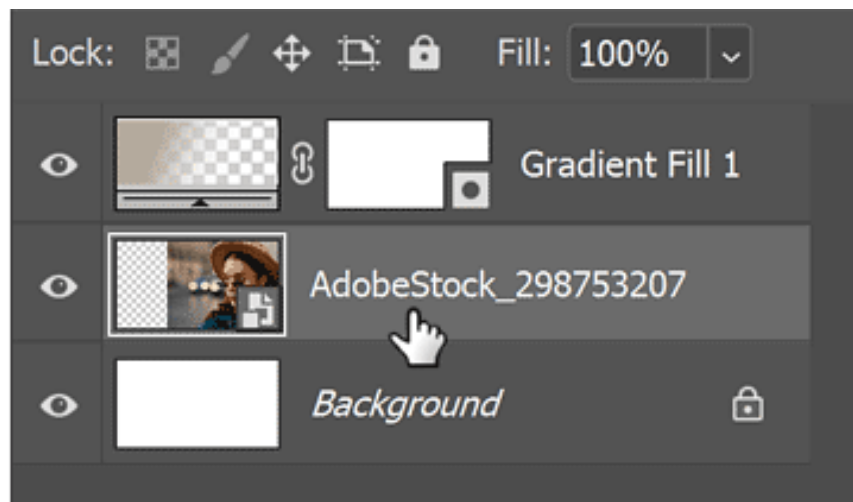 Lock: Fill: 100%
Gradient Fill 1
AdobeStock_298753207
Background